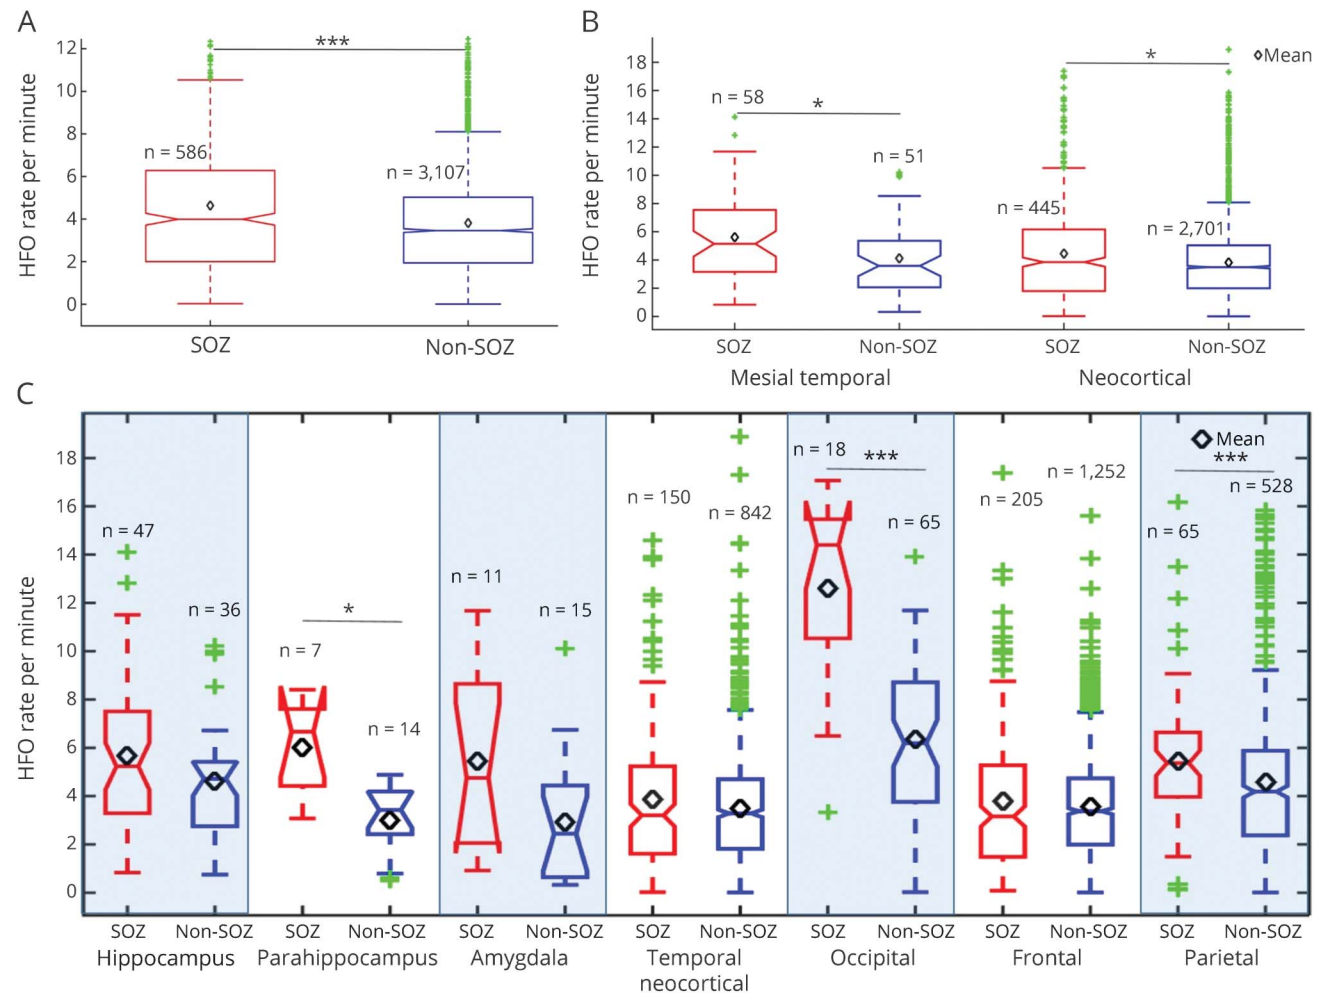 A
HFO rate per minute
12
10
8
6
4
2
0
***
n = 586
n = 3,107
SOZ
Non-SOZ
B
HFO rate per minute
18
16
14
12
10
8
6
4
2
0
Mean
n = 58
*
n = 51
*
n = 445
n = 2,701
SOZ
Non-SOZ
SOZ
Non-SOZ
Mesial temporal
Neocortical
C
HFO rate per minute
18
16
14
12
10
8
6
4
2
0
n = 47
n = 36
*
n = 7
n = 14
n = 11
n = 15
n = 150
n = 842
n = 18
***
n = 65
n = 205
n = 1,252
Mean
***
n = 528
n = 65
SOZ
Non-SOZ
SOZ
Non-SOZ
SOZ
Non-SOZ
SOZ
Non-SOZ
SOZ
Non-SOZ
SOZ
Non-SOZ
SOZ
Non-SOZ
Hippocampus
Parahippocampus
Amygdala
Temporal
neocortical
Occipital
Frontal
Parietal